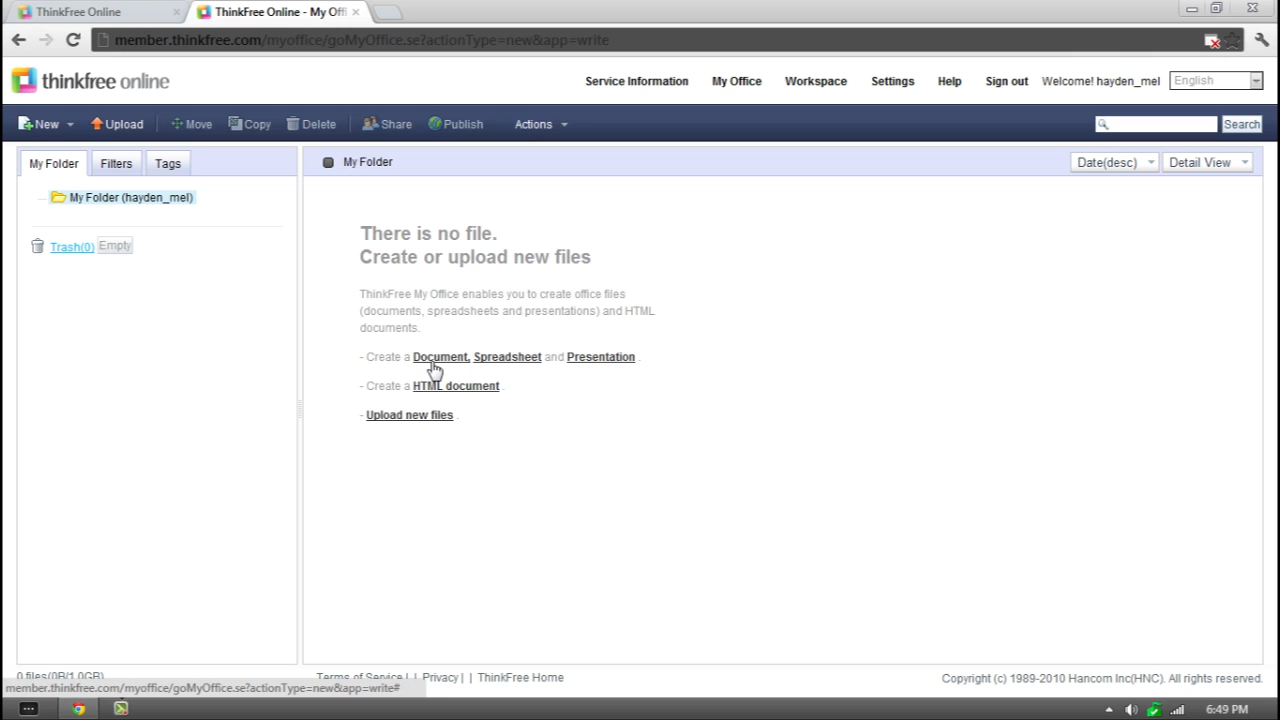 ThinkFree Online
ThinkFree Online - My Offi
member.thinkfree.com/myoffice/goMyOffice.se?actionType=new&app=write
thinkfree online
Service Information My Office Workspace Settings Help Sign out Welcome! hayden_mel English
New Upload Move Copy Delete Share Publish Actions Search
My Folder Filters Tags
My Folder
Date(desc) Detail View
My Folder (hayden_mel)
Trash(0) Empty
There is no file.
Create or upload new files
ThinkFree My Office enables you to create office files
(documents, spreadsheets and presentations) and HTML
documents.
- Create a Document, Spreadsheet and Presentation .
- Create a HTML document .
- Upload new files .
0 files(0B/1.0GB)
Terms of Service | Privacy | ThinkFree Home
Copyright (c) 1989-2010 Hancom Inc(HNC). All rights reserved.
member.thinkfree.com/myoffice/goMyOffice.se?actionType=new&app=write#
6:49 PM